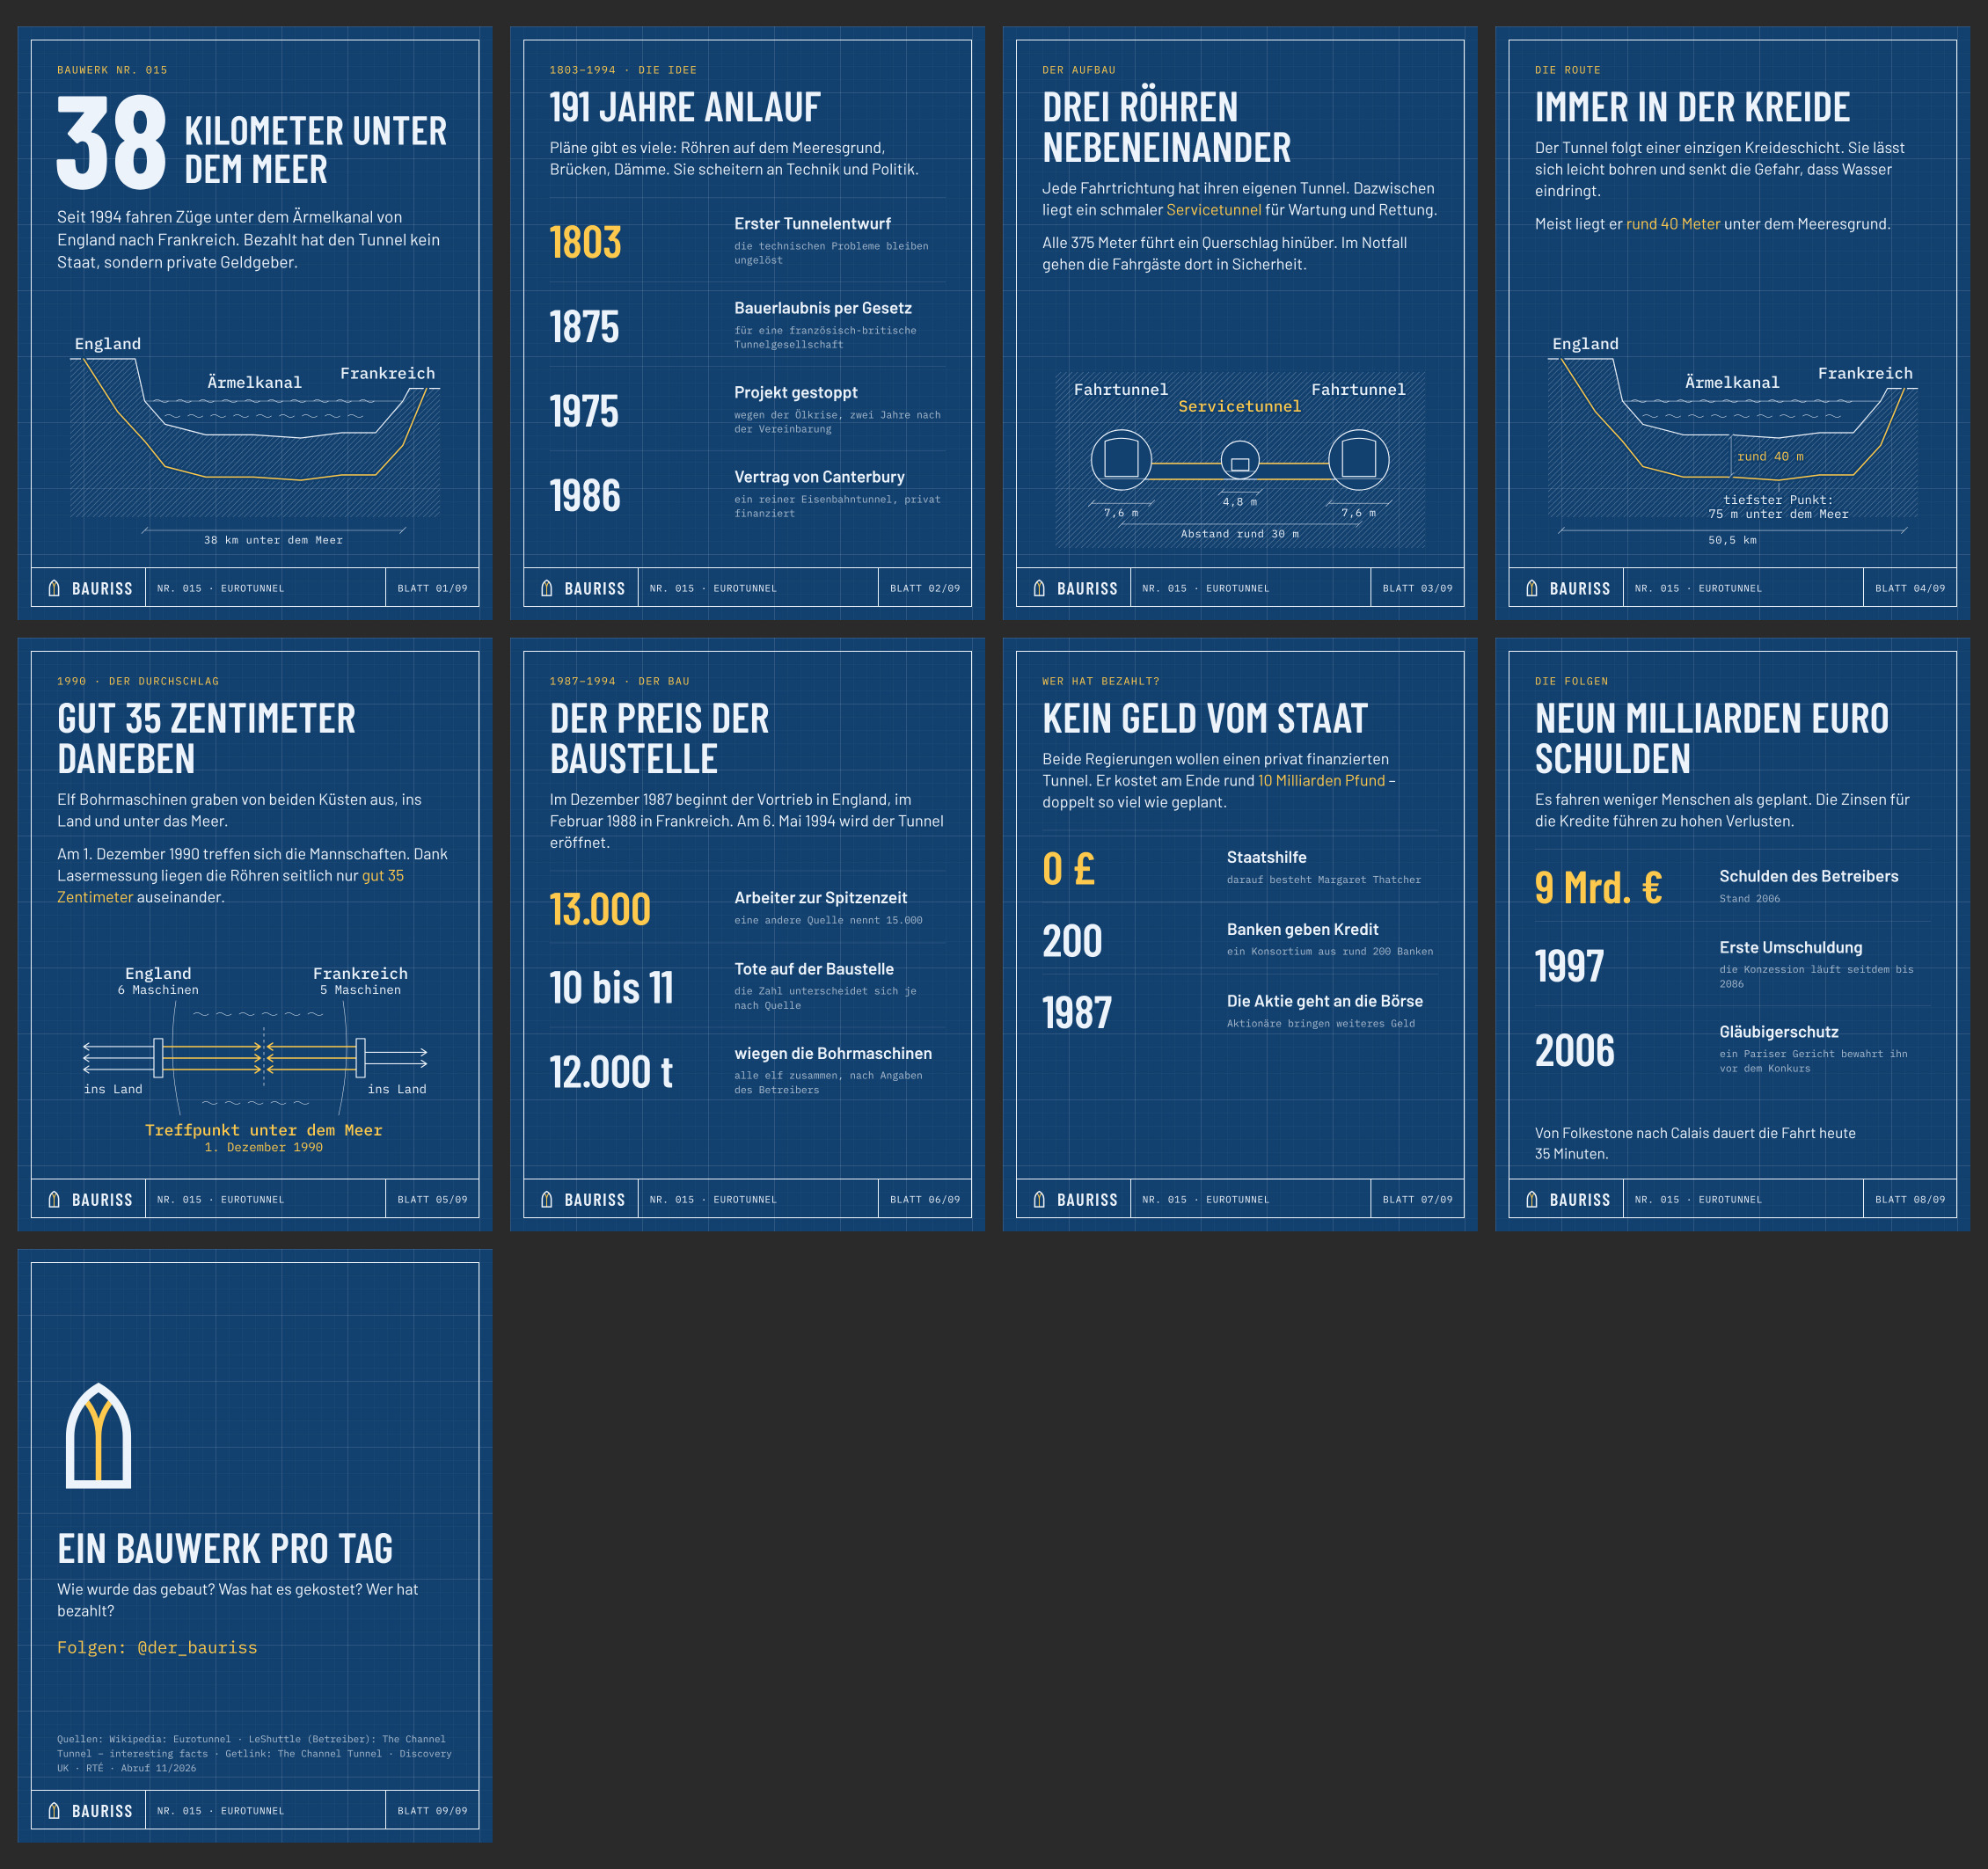 BAUWERK NR. 015
38 KILOMETER UNTER
DEM MEER
Seit 1994 fahren Züge unter dem Ärmelkanal von
England nach Frankreich. Bezahlt hat den Tunnel kein
Staat, sondern private Geldgeber.
England
Ärmelkanal
Frankreich
38 km unter dem Meer
BAURISS
NR. 015 · EUROTUNNEL
BLATT 01/09
1803–1994 · DIE IDEE
191 JAHRE ANLAUF
Pläne gibt es viele: Röhren auf dem Meeresgrund,
Brücken, Dämme. Sie scheitern an Technik und Politik.
1803
Erster Tunnelentwurf
die technischen Probleme bleiben
ungelöst
1875
Bauerlaubnis per Gesetz
für eine französisch-britische
Tunnelgesellschaft
1975
Projekt gestoppt
wegen der Ölkrise, zwei Jahre nach
der Vereinbarung
1986
Vertrag von Canterbury
ein reiner Eisenbahntunnel, privat
finanziert
BAURISS
NR. 015 · EUROTUNNEL
BLATT 02/09
DER AUFBAU
DREI RÖHREN
NEBENEINANDER
Jede Fahrtrichtung hat ihren eigenen Tunnel. Dazwischen
liegt ein schmaler Servicetunnel für Wartung und Rettung.
Alle 375 Meter führt ein Querschlag hinüber. Im Notfall
gehen die Fahrgäste dort in Sicherheit.
Fahrtunnel
Servicetunnel
Fahrtunnel
7,6 m
4,8 m
7,6 m
Abstand rund 30 m
BAURISS
NR. 015 · EUROTUNNEL
BLATT 03/09
DIE ROUTE
IMMER IN DER KREIDE
Der Tunnel folgt einer einzigen Kreideschicht. Sie lässt
sich leicht bohren und senkt die Gefahr, dass Wasser
eindringt.
Meist liegt er rund 40 Meter unter dem Meeresgrund.
England
Ärmelkanal
Frankreich
rund 40 m
tiefster Punkt:
75 m unter dem Meer
50,5 km
BAURISS
NR. 015 · EUROTUNNEL
BLATT 04/09
1990 · DER DURCHSCHLAG
GUT 35 ZENTIMETER
DANEBEN
Elf Bohrmaschinen graben von beiden Küsten aus, ins
Land und unter das Meer.
Am 1. Dezember 1990 treffen sich die Mannschaften. Dank
Lasermessung liegen die Röhren seitlich nur gut 35
Zentimeter auseinander.
England
6 Maschinen
Frankreich
5 Maschinen
ins Land
ins Land
Treffpunkt unter dem Meer
1. Dezember 1990
BAURISS
NR. 015 · EUROTUNNEL
BLATT 05/09
1987–1994 · DER BAU
DER PREIS DER
BAUSTELLE
Im Dezember 1987 beginnt der Vortrieb in England, im
Februar 1988 in Frankreich. Am 6. Mai 1994 wird der Tunnel
eröffnet.
13.000
Arbeiter zur Spitzenzeit
eine andere Quelle nennt 15.000
10 bis 11
Tote auf der Baustelle
die Zahl unterscheidet sich je
nach Quelle
12.000 t
wiegen die Bohrmaschinen
alle elf zusammen, nach Angaben
des Betreibers
BAURISS
NR. 015 · EUROTUNNEL
BLATT 06/09
WER HAT BEZAHLT?
KEIN GELD VOM STAAT
Beide Regierungen wollen einen privat finanzierten
Tunnel. Er kostet am Ende rund 10 Milliarden Pfund –
doppelt so viel wie geplant.
0 £
Staatshilfe
darauf besteht Margaret Thatcher
200
Banken geben Kredit
ein Konsortium aus rund 200 Banken
1987
Die Aktie geht an die Börse
Aktionäre bringen weiteres Geld
BAURISS
NR. 015 · EUROTUNNEL
BLATT 07/09
DIE FOLGEN
NEUN MILLIARDEN EURO
SCHULDEN
Es fahren weniger Menschen als geplant. Die Zinsen für
die Kredite führen zu hohen Verlusten.
9 Mrd. €
Schulden des Betreibers
Stand 2006
1997
Erste Umschuldung
die Konzession läuft seitdem bis
2086
2006
Gläubigerschutz
ein Pariser Gericht bewahrt ihn
vor dem Konkurs
Von Folkestone nach Calais dauert die Fahrt heute
35 Minuten.
BAURISS
NR. 015 · EUROTUNNEL
BLATT 08/09
EIN BAUWERK PRO TAG
Wie wurde das gebaut? Was hat es gekostet? Wer hat
bezahlt?
Folgen: @der_bauriss
Quellen: Wikipedia: Eurotunnel · LeShuttle (Betreiber): The Channel
Tunnel – interesting facts · Getlink: The Channel Tunnel · Discovery
UK · RTÉ · Abruf 11/2026
BAURISS
NR. 015 · EUROTUNNEL
BLATT 09/09